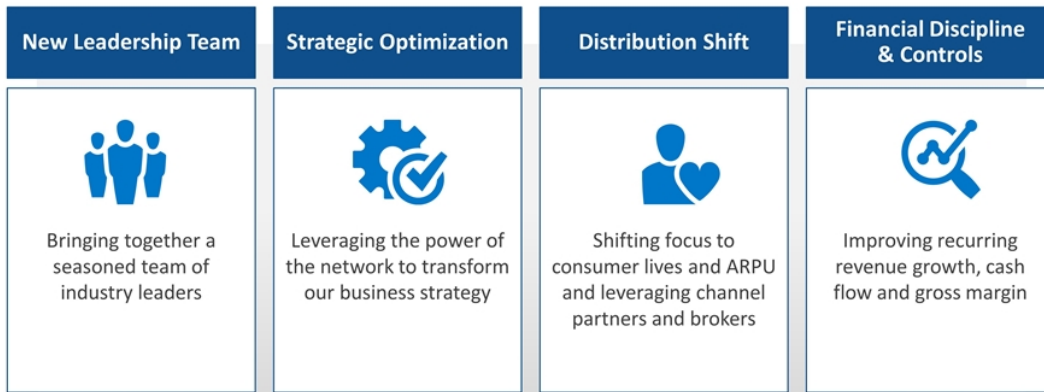 New Leadership Team
Bringing together a
seasoned team of
industry leaders
Strategic Optimization
Leveraging the power of
the network to transform
our business strategy
Distribution Shift
Shifting focus to
consumer lives and ARPU
and leveraging channel
partners and brokers
Financial Discipline
& Controls
Improving recurring
revenue growth, cash
flow and gross margin